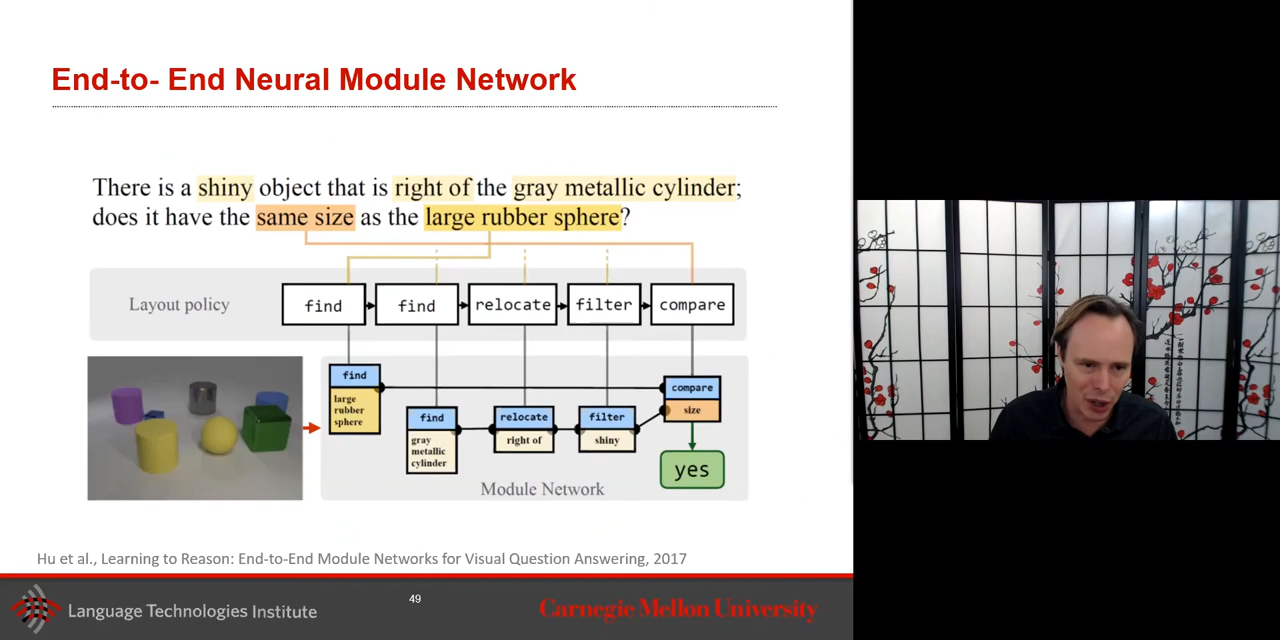 End-to- End Neural Module Network
There is a shiny object that is right of the gray metallic cylinder;
does it have the same size as the large rubber sphere?
Layout policy
find
find
relocate
filter
compare
find
large
rubber
sphere
find
gray
metallic
cylinder
relocate
right of
filter
shiny
compare
size
yes
Module Network
Hu et al., Learning to Reason: End-to-End Module Networks for Visual Question Answering, 2017
Language Technologies Institute
49
Carnegie Mellon University